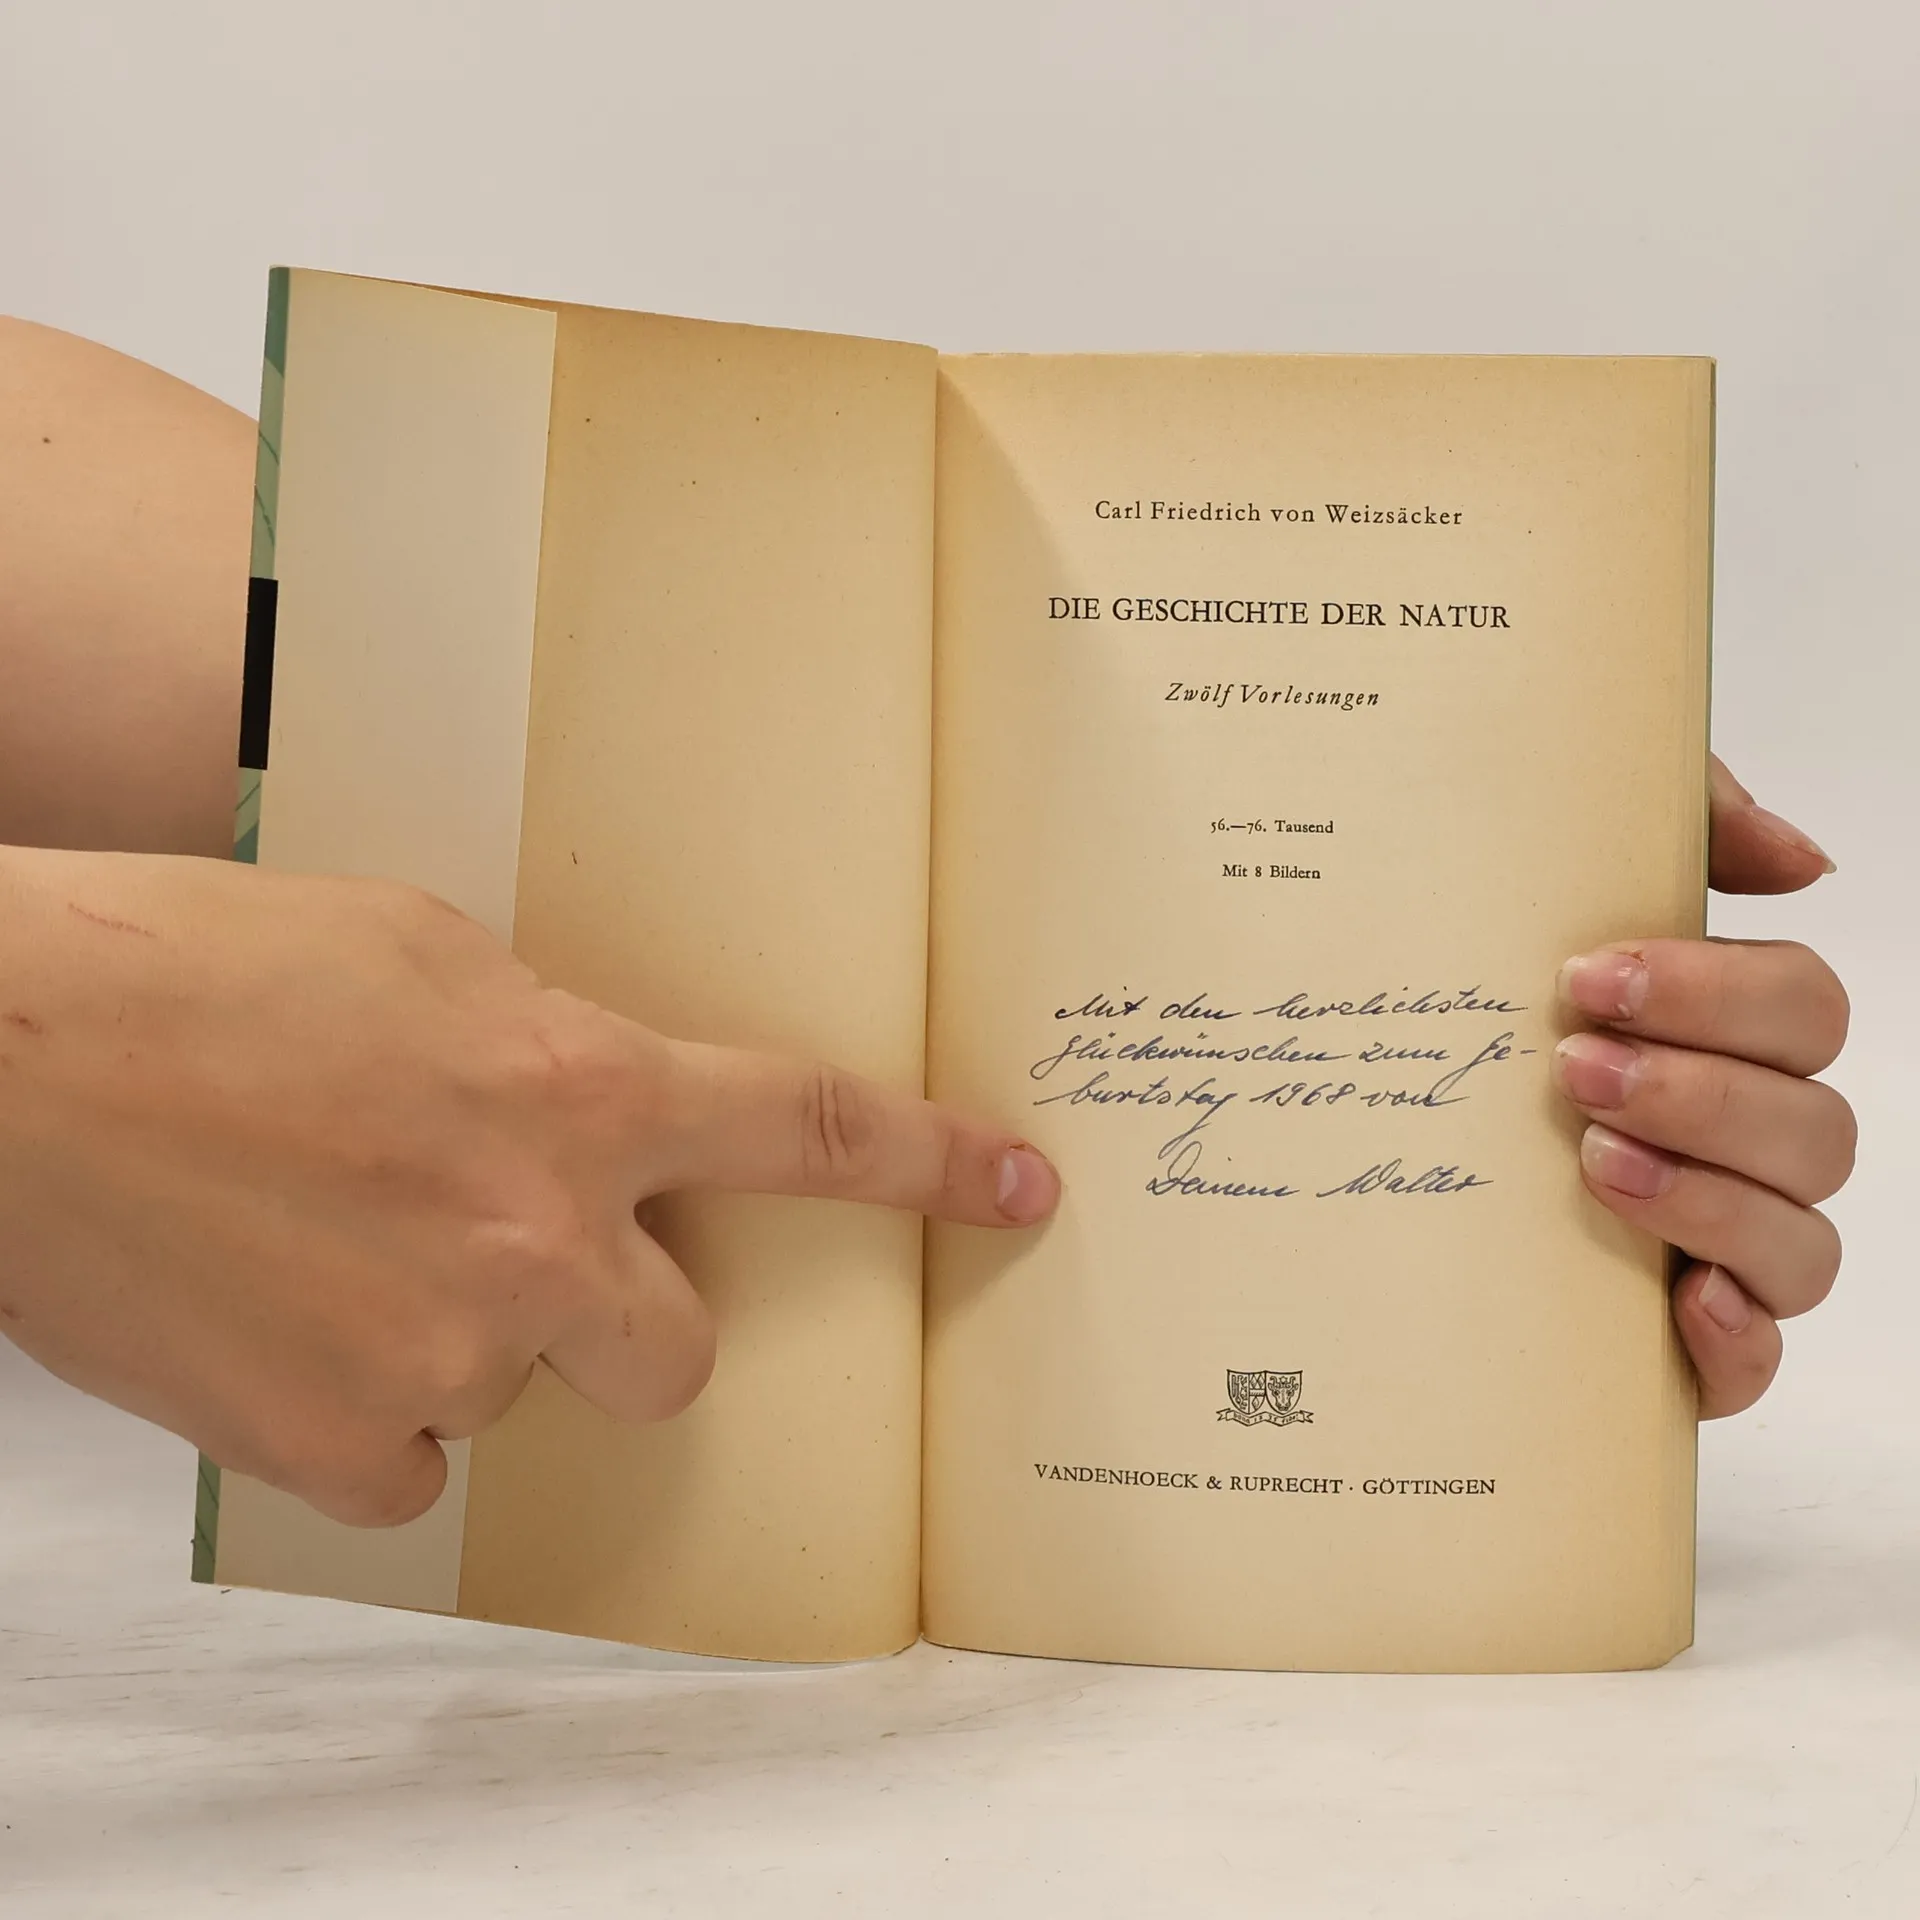 Carl Friedrich von Weizsäcker
DIE GESCHICHTE DER NATUR
Zwölf Vorlesungen
56.—76. Tausend
Mit 8 Bildern
Mit den herzlichsten
Glückwünschen zum Ge-
burtstag 1968 von
Deinem Walter
VANDENHOECK & RUPRECHT · GÖTTINGEN